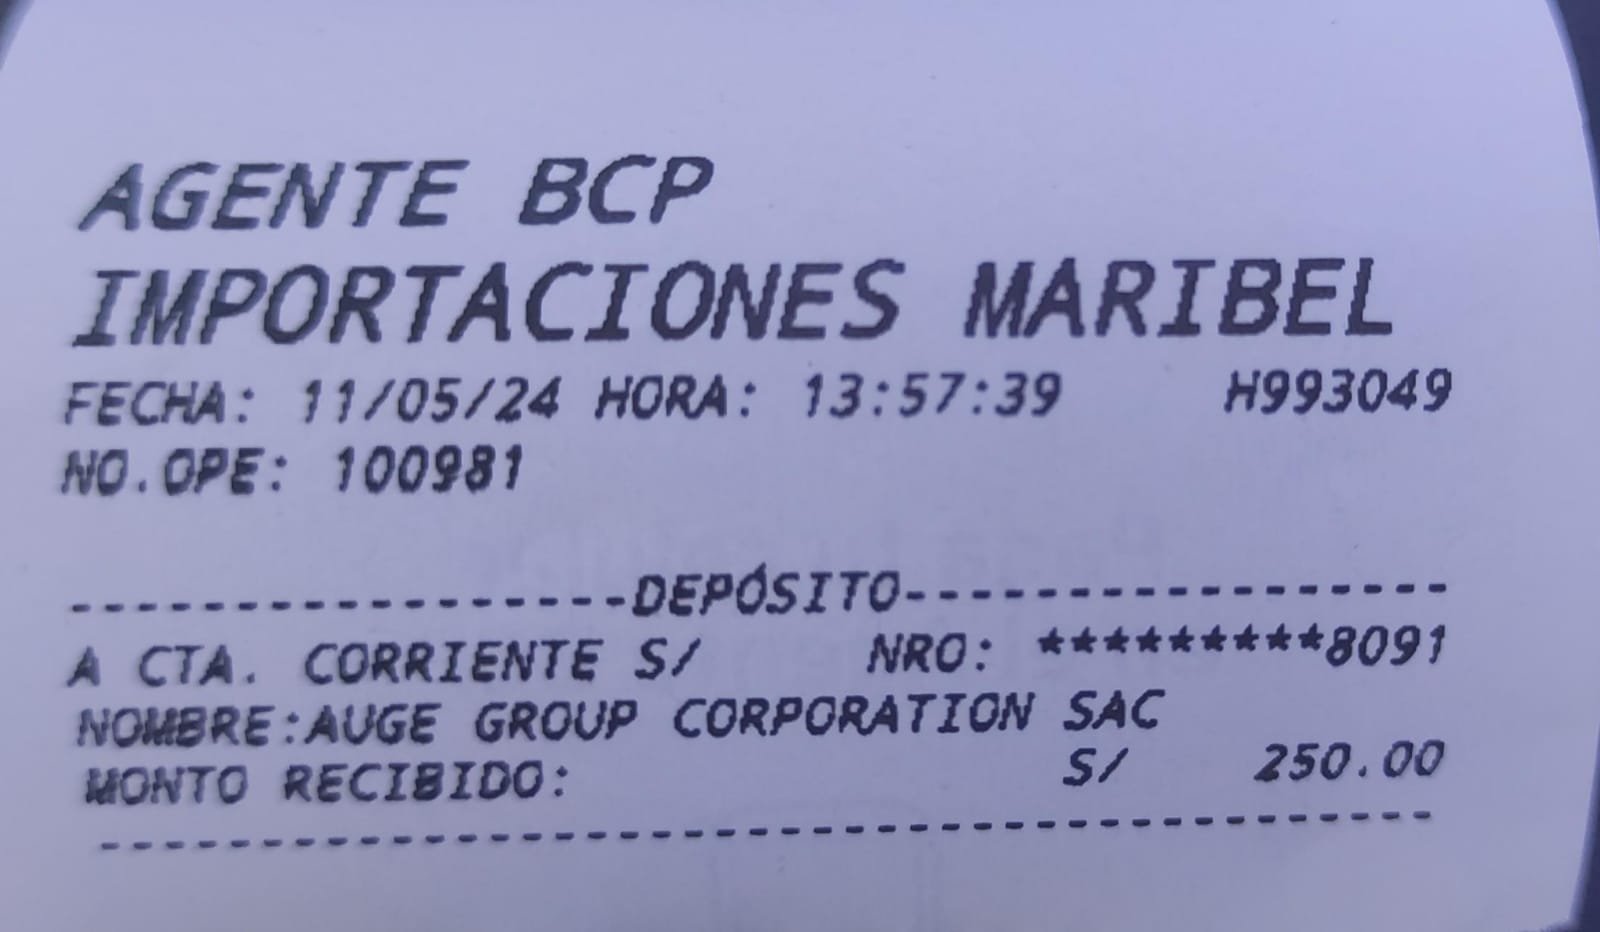 AGENTE BCP
IMPORTACIONES MARIBEL
FECHA: 11/05/24 HORA: 13:57:39 H993049
NO.OPE: 100981
------------------DEPÓSITO-----------------
A CTA. CORRIENTE S/ NRO: *********8091
NOMBRE:AUGE GROUP CORPORATION SAC
MONTO RECIBIDO: S/ 250.00
-------------------------------------------